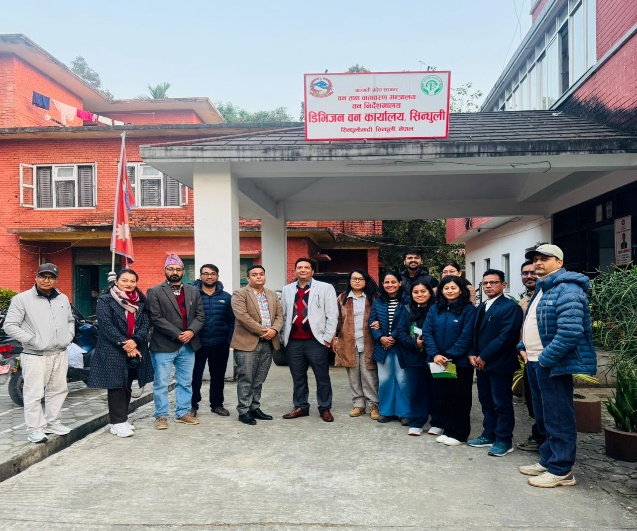 बागमती प्रदेश सरकार
वन तथा वातावरण मन्त्रालय
वन निर्देशनालय
डिभिजन वन कार्यालय, सिन्धुली
सिन्धुलीमाढी, सिन्धुली, नेपाल